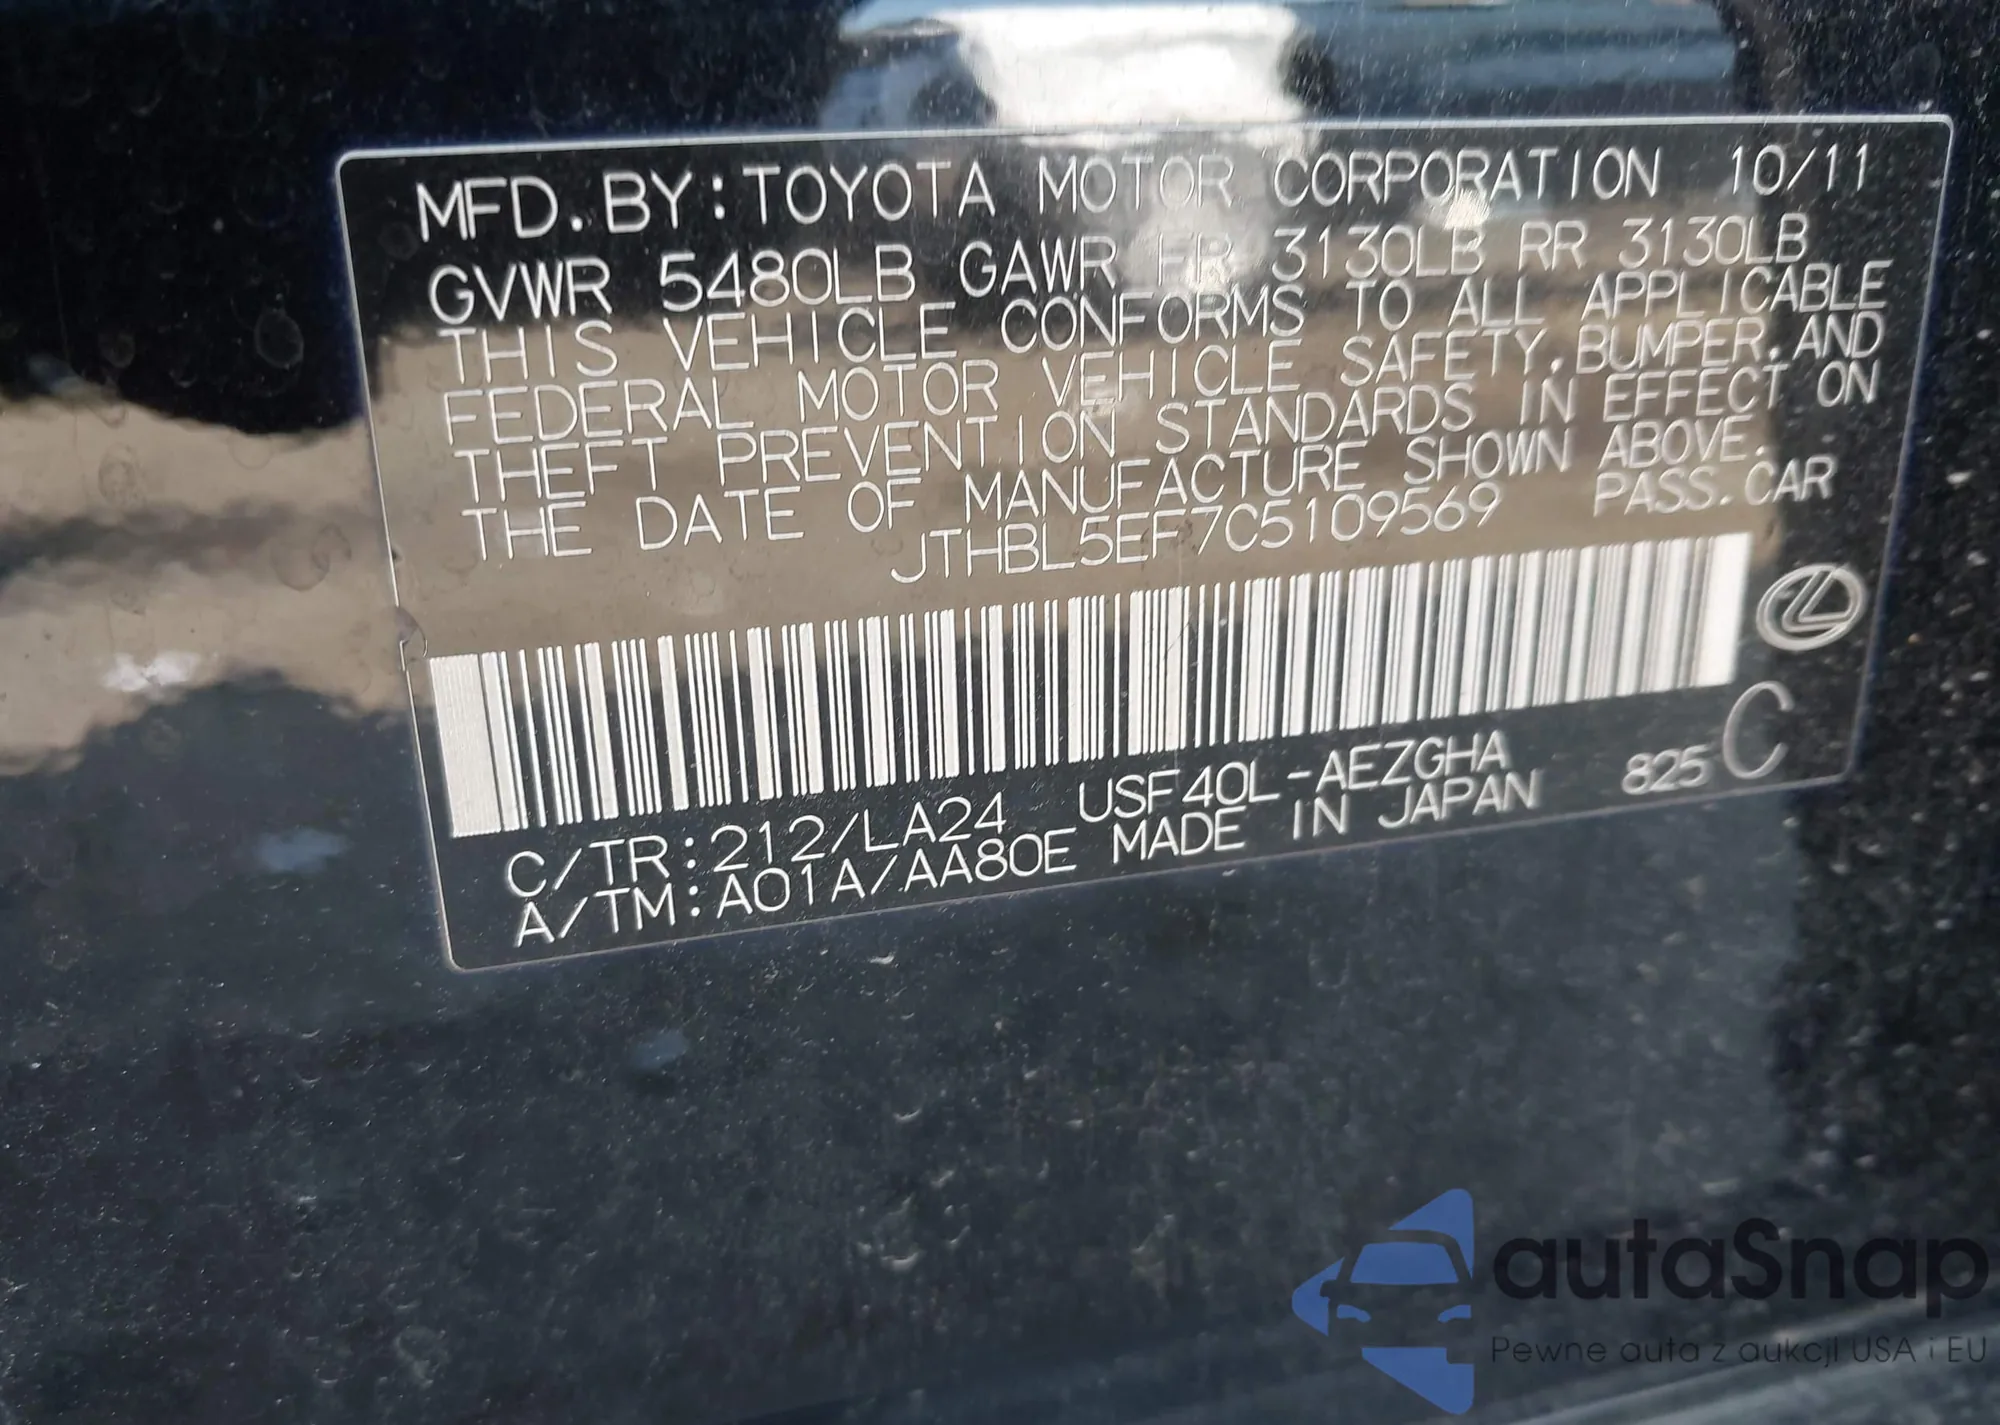 MFD. BY: TOYOTA MOTOR CORPORATION 10/11
GVWR 5480LB GAWR FR 3130LB RR 3130LB
THIS VEHICLE CONFORMS TO ALL APPLICABLE
FEDERAL MOTOR VEHICLE SAFETY, BUMPER, AND
THEFT PREVENTION STANDARDS IN EFFECT ON
THE DATE OF MANUFACTURE SHOWN ABOVE.
JTHBL5EF7C5109569 PASS. CAR
C/TR: 212/LA24 USF40L-AEZGHA 825 C
A/TM: A01A/AA80E MADE IN JAPAN
autaSnap
Pewne auta z aukcji USA i EU